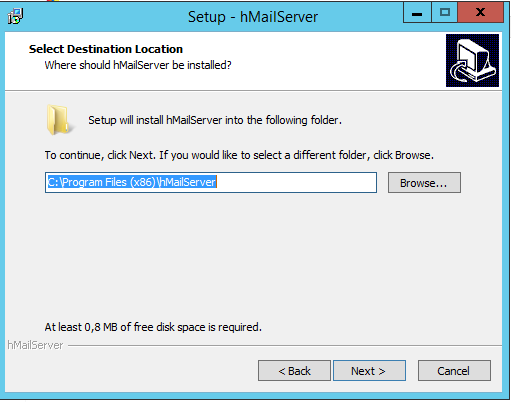 Setup - hMailServer
Select Destination Location
Where should hMailServer be installed?
Setup will install hMailServer into the following folder.
To continue, click Next. If you would like to select a different folder, click Browse.
C:\Program Files (x86)\hMailServer
Browse...
At least 0,8 MB of free disk space is required.
hMailServer
< Back
Next >
Cancel